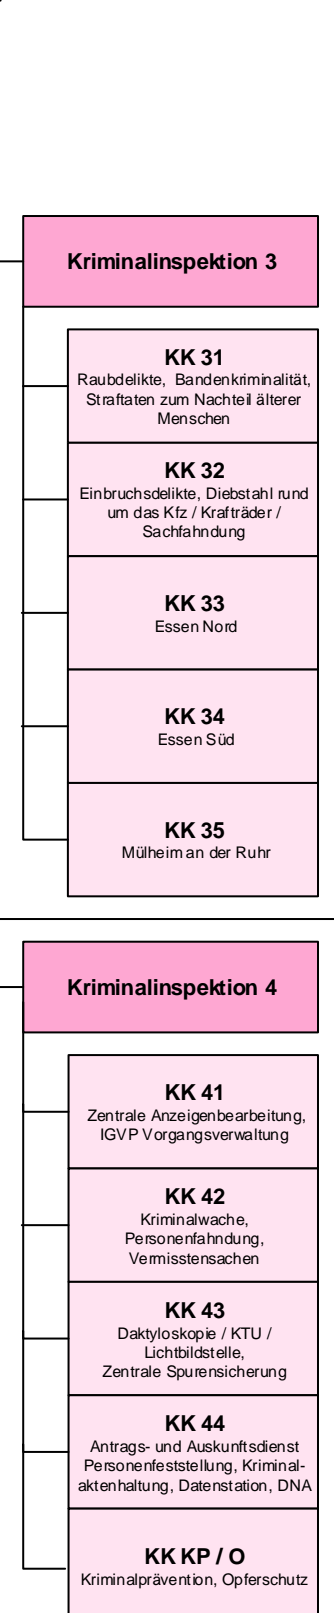 Kriminalinspektion 3
KK 31
Raubdelikte, Bandenkriminalität,
Straftaten zum Nachteil älterer
Menschen
KK 32
Einbruchsdelikte, Diebstahl rund
um das Kfz / Krafträder /
Sachfahndung
KK 33
Essen Nord
KK 34
Essen Süd
KK 35
Mülheim an der Ruhr
Kriminalinspektion 4
KK 41
Zentrale Anzeigenbearbeitung,
IGVP Vorgangsverwaltung
KK 42
Kriminalwache,
Personenfahndung,
Vermisstensachen
KK 43
Daktyloskopie / KTU /
Lichtbildstelle,
Zentrale Spurensicherung
KK 44
Antrags- und Auskunftsdienst
Personenfeststellung, Kriminal-
aktenhaltung, Datenstation, DNA
KK KP / O
Kriminalprävention, Opferschutz